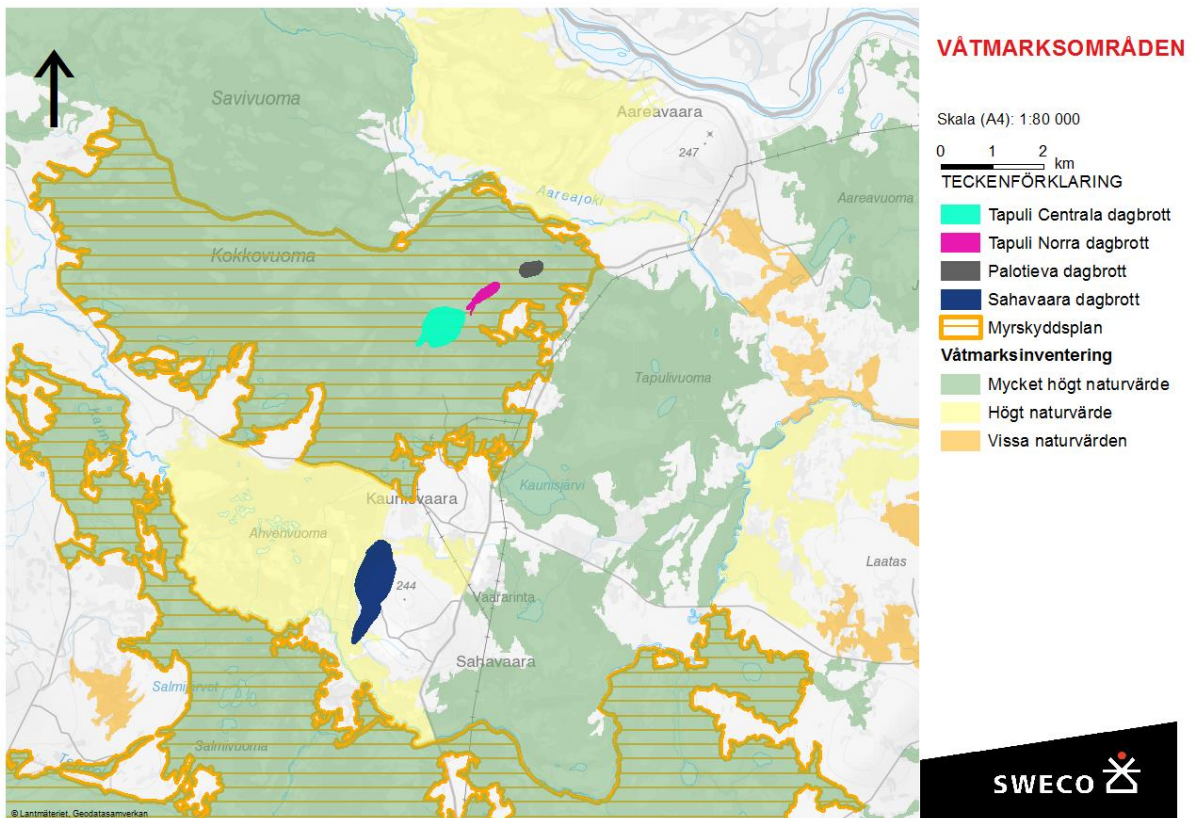 VÅTMARKSOMRÅDEN
Skala (A4): 1:80 000
0 1 2 km
TECKENFÖRKLARING
Tapuli Centrala dagbrott
Tapuli Norra dagbrott
Palotieva dagbrott
Sahavaara dagbrott
Myrskyddsplan
Våtmarksinventering
Mycket högt naturvärde
Högt naturvärde
Vissa naturvärden
SWECO
Savivuoma
Aareavaara
247
Aareajoki
Aareavuoma
Kokkovuoma
Tapulivuoma
Kaunisjärvi
Kaunisvaara
Ahvenvuoma
244
Laatas
Vaararinta
Sahavaara
Salmijärvet
Salmivuoma
© Lantmäteriet, Geodatasamverkan